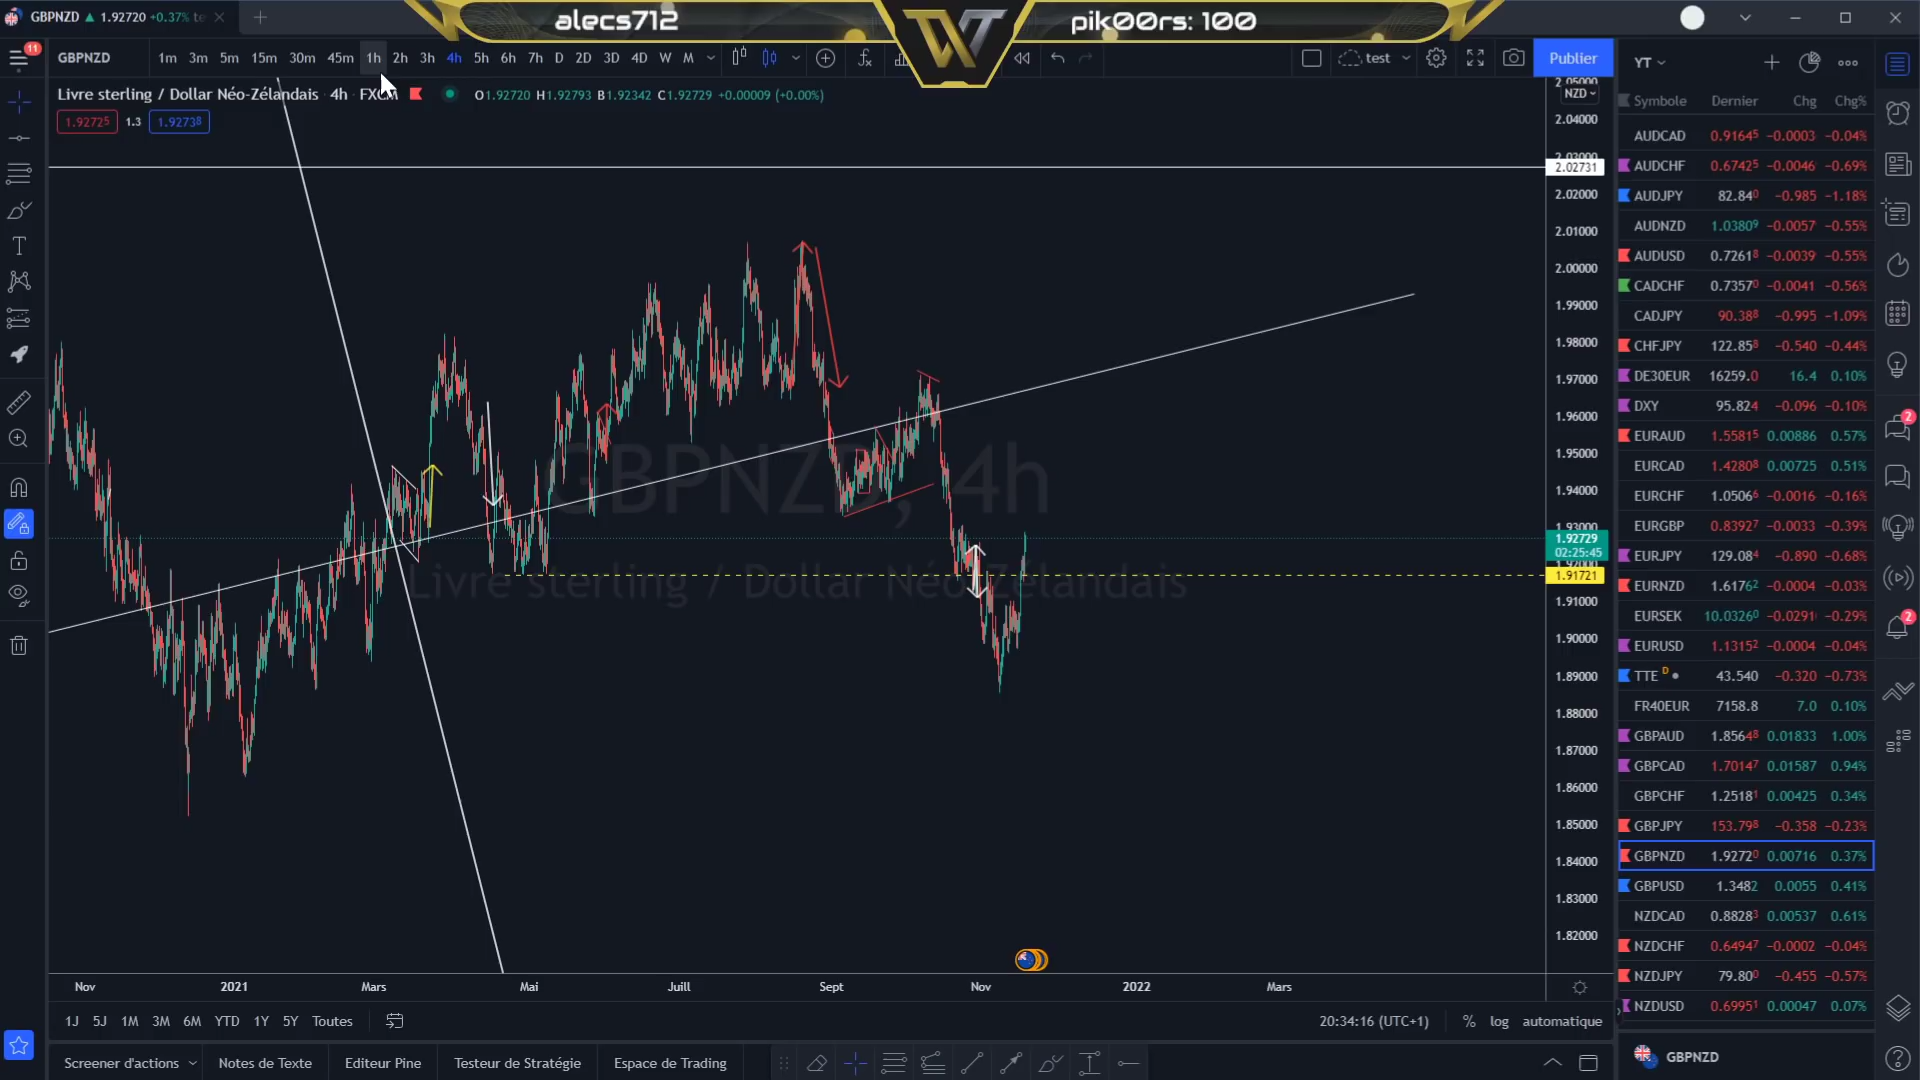 GBPNZD ▲ 1.92720 +0.37% te
alecs712
pik00rs: 100
11
GBPNZD
1m 3m 5m 15m 30m 45m 1h 2h 3h 4h 5h 6h 7h D 2D 3D 4D W M
test
Publier
YT
Livre sterling / Dollar Néo-Zélandais · 4h · FXCM
O1.92720 H1.92793 B1.92342 C1.92729 +0.00009 (+0.00%)
1.92725 1.3 1.92738
NZD
GBPNZD, 4h
Livre sterling / Dollar Néo-Zélandais
2.05000
2.04000
2.03000
2.02731
2.02000
2.01000
2.00000
1.99000
1.98000
1.97000
1.96000
1.95000
1.94000
1.93000
1.92729
02:25:45
1.92000
1.91721
1.91000
1.90000
1.89000
1.88000
1.87000
1.86000
1.85000
1.84000
1.83000
1.82000
Nov 2021 Mars Mai Juill Sept Nov 2022 Mars
1J 5J 1M 3M 6M YTD 1Y 5Y Toutes
20:34:16 (UTC+1) % log automatique
Screener d'actions Notes de Texte Editeur Pine Testeur de Stratégie Espace de Trading
Symbole Dernier Chg Chg%
AUDCAD 0.91645 −0.0003 −0.04%
AUDCHF 0.67425 −0.0046 −0.69%
AUDJPY 82.840 −0.985 −1.18%
AUDNZD 1.03809 −0.0057 −0.55%
AUDUSD 0.72618 −0.0039 −0.55%
CADCHF 0.73570 −0.0041 −0.56%
CADJPY 90.388 −0.995 −1.09%
CHFJPY 122.858 −0.540 −0.44%
DE30EUR 16259.0 16.4 0.10%
DXY 95.824 −0.096 −0.10%
EURAUD 1.55815 0.00886 0.57%
EURCAD 1.42808 0.00725 0.51%
EURCHF 1.05066 −0.0016 −0.16%
EURGBP 0.83927 −0.0033 −0.39%
EURJPY 129.084 −0.890 −0.68%
EURNZD 1.61762 −0.0004 −0.03%
EURSEK 10.03260 −0.0291 −0.29%
EURUSD 1.13152 −0.0004 −0.04%
TTE D 43.540 −0.320 −0.73%
FR40EUR 7158.8 7.0 0.10%
GBPAUD 1.85648 0.01833 1.00%
GBPCAD 1.70147 0.01587 0.94%
GBPCHF 1.25181 0.00425 0.34%
GBPJPY 153.798 −0.358 −0.23%
GBPNZD 1.92720 0.00716 0.37%
GBPUSD 1.3482 0.0055 0.41%
NZDCAD 0.88283 0.00537 0.61%
NZDCHF 0.64947 −0.0002 −0.04%
NZDJPY 79.800 −0.455 −0.57%
NZDUSD 0.69951 0.00047 0.07%
GBPNZD
2
2